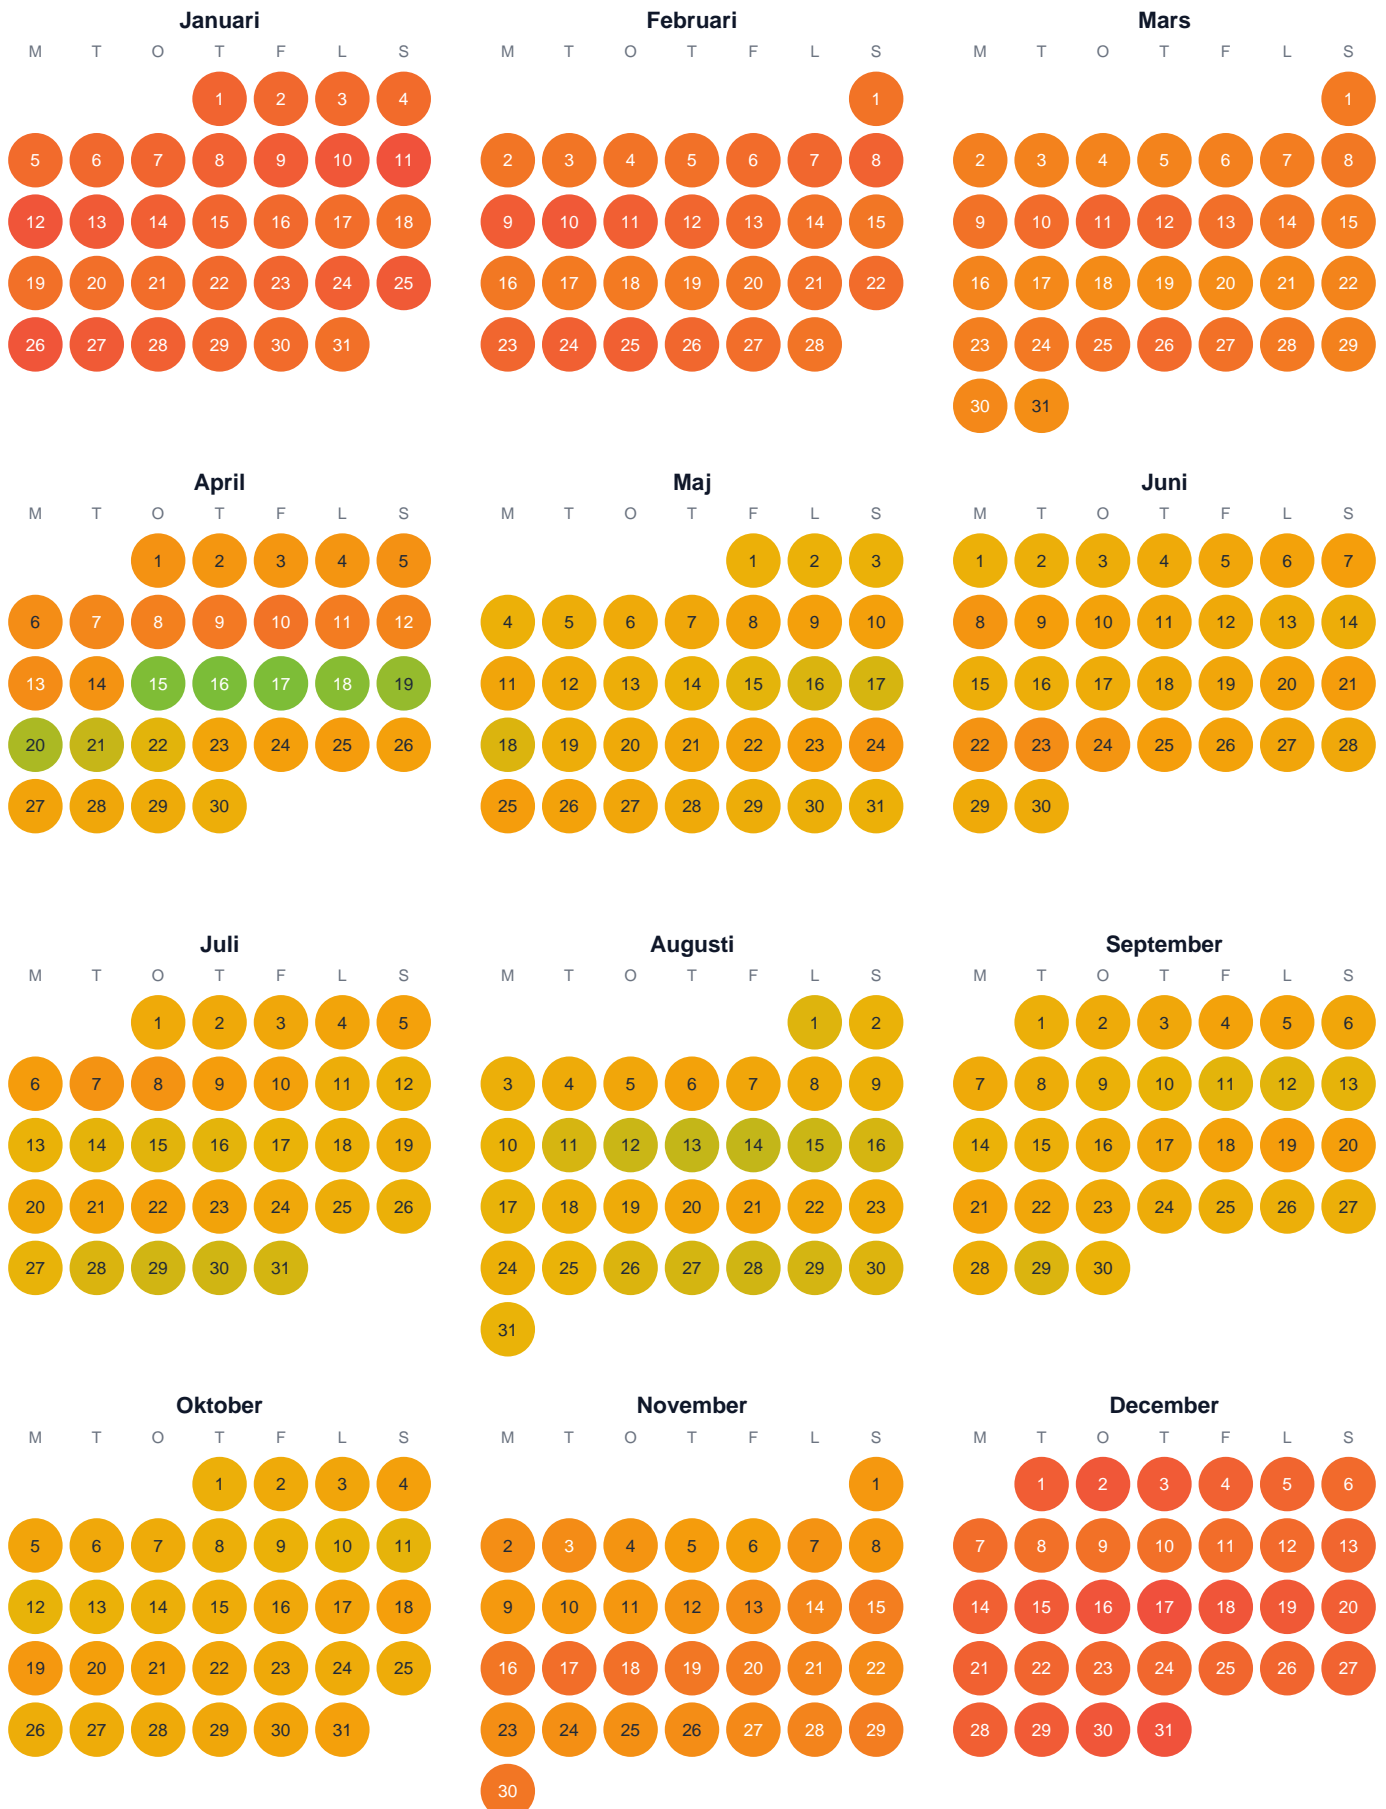 Januari Februari Mars
M T O T F L S M T O T F L S M T O T F L S
1 2 3 4 1 1
5 6 7 8 9 10 11 2 3 4 5 6 7 8 2 3 4 5 6 7 8
12 13 14 15 16 17 18 9 10 11 12 13 14 15 9 10 11 12 13 14 15
19 20 21 22 23 24 25 16 17 18 19 20 21 22 16 17 18 19 20 21 22
26 27 28 29 30 31 23 24 25 26 27 28 23 24 25 26 27 28 29
30 31
April Maj Juni
M T O T F L S M T O T F L S M T O T F L S
1 2 3 4 5 1 2 3 1 2 3 4 5 6 7
6 7 8 9 10 11 12 4 5 6 7 8 9 10 8 9 10 11 12 13 14
13 14 15 16 17 18 19 11 12 13 14 15 16 17 15 16 17 18 19 20 21
20 21 22 23 24 25 26 18 19 20 21 22 23 24 22 23 24 25 26 27 28
27 28 29 30 25 26 27 28 29 30 31 29 30
Juli Augusti September
M T O T F L S M T O T F L S M T O T F L S
1 2 3 4 5 1 2 1 2 3 4 5 6
6 7 8 9 10 11 12 3 4 5 6 7 8 9 7 8 9 10 11 12 13
13 14 15 16 17 18 19 10 11 12 13 14 15 16 14 15 16 17 18 19 20
20 21 22 23 24 25 26 17 18 19 20 21 22 23 21 22 23 24 25 26 27
27 28 29 30 31 24 25 26 27 28 29 30 28 29 30
31
Oktober November December
M T O T F L S M T O T F L S M T O T F L S
1 2 3 4 1 1 2 3 4 5 6
5 6 7 8 9 10 11 2 3 4 5 6 7 8 7 8 9 10 11 12 13
12 13 14 15 16 17 18 9 10 11 12 13 14 15 14 15 16 17 18 19 20
19 20 21 22 23 24 25 16 17 18 19 20 21 22 21 22 23 24 25 26 27
26 27 28 29 30 31 23 24 25 26 27 28 29 28 29 30 31
30